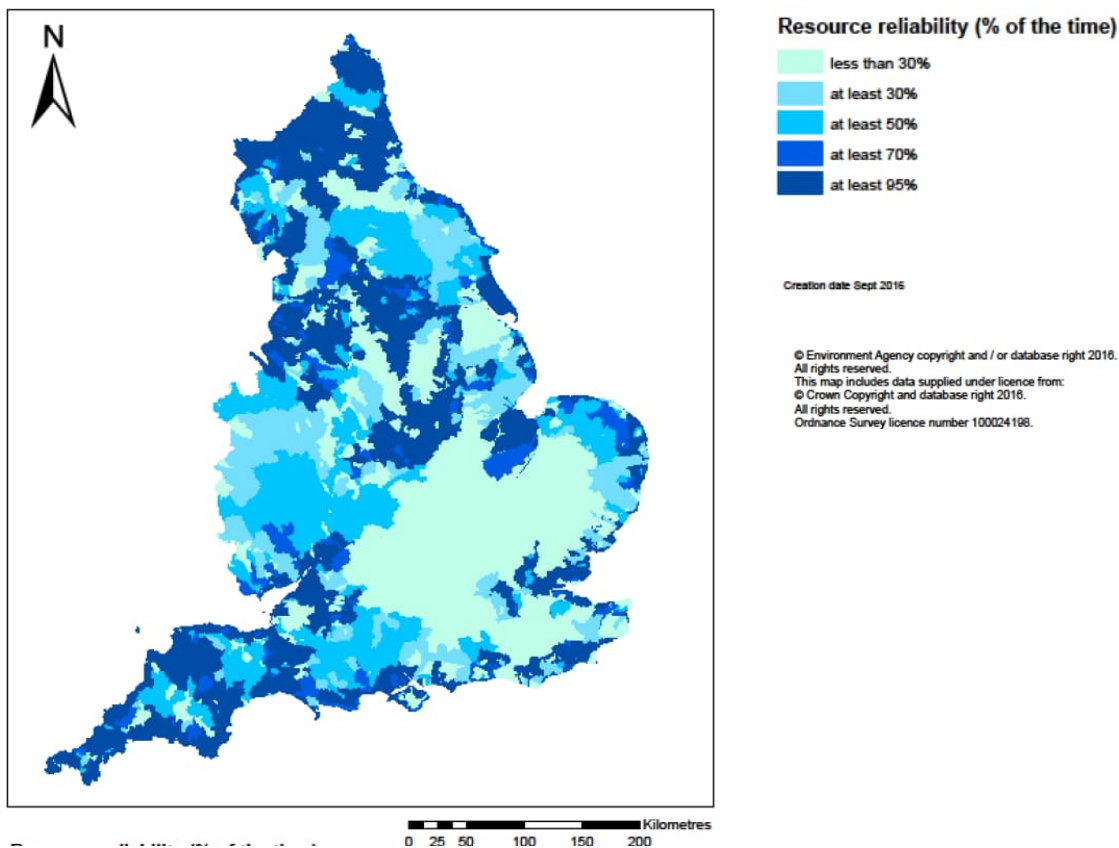 N
Resource reliability (% of the time)
less than 30%
at least 30%
at least 50%
at least 70%
at least 95%
Creation date Sept 2016
© Environment Agency copyright and / or database right 2016.
All rights reserved.
This map includes data supplied under licence from:
© Crown Copyright and database right 2016.
All rights reserved.
Ordnance Survey licence number 100024198.
Kilometres
0 25 50 100 150 200